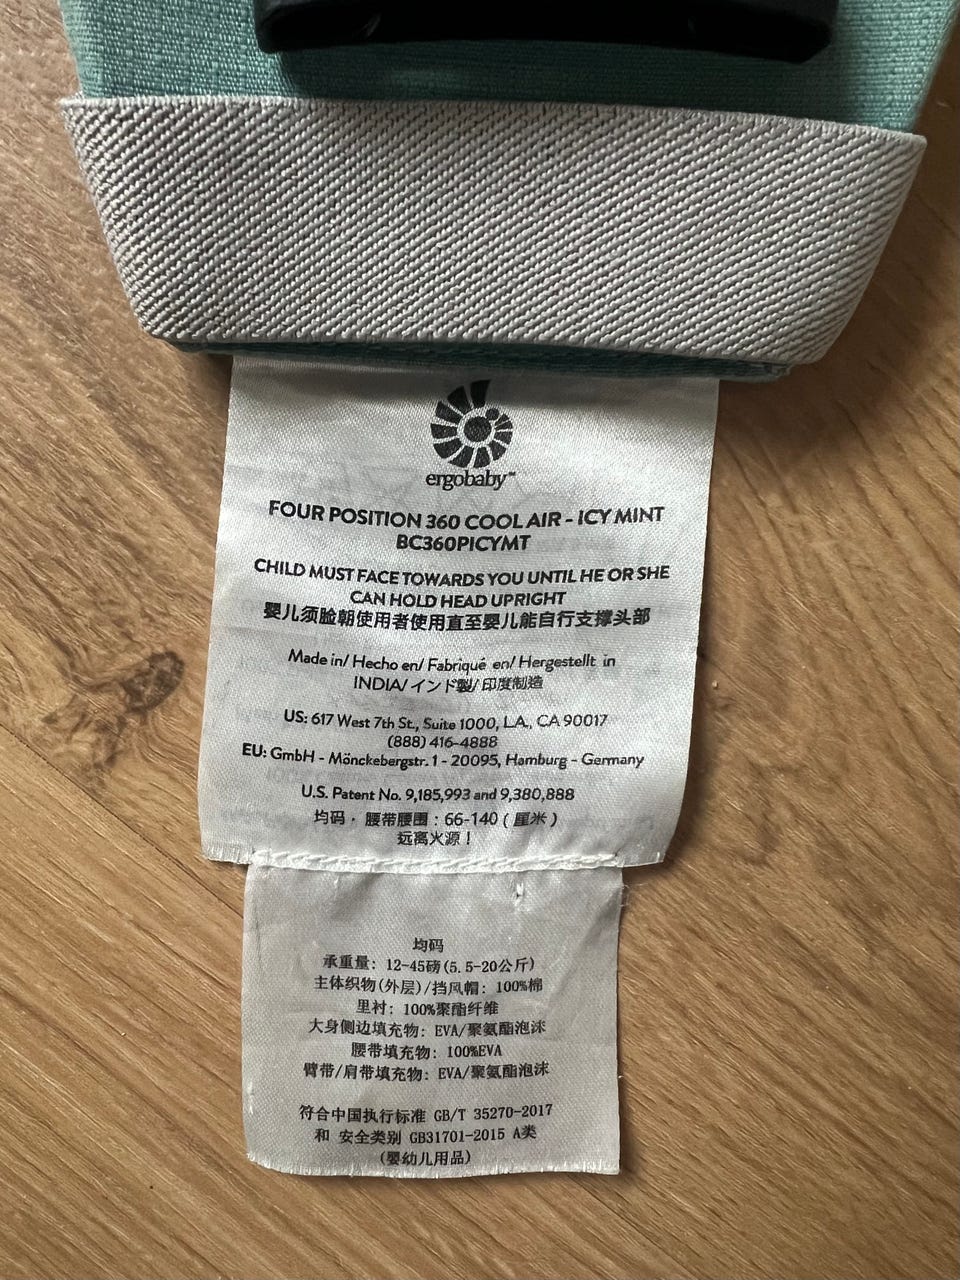 ergobaby™
FOUR POSITION 360 COOL AIR - ICY MINT
BC360PICYMT
CHILD MUST FACE TOWARDS YOU UNTIL HE OR SHE
CAN HOLD HEAD UPRIGHT
婴儿须脸朝使用者使用直至婴儿能自行支撑头部
Made in/ Hecho en/ Fabriqué en/ Hergestellt in
INDIA/ インド製/ 印度制造
US: 617 West 7th St., Suite 1000, L.A., CA 90017
(888) 416-4888
EU: GmbH - Mönckebergstr. 1 - 20095, Hamburg - Germany
U.S. Patent No. 9,185,993 and 9,380,888
均码 · 腰带腰围：66-140 ( 厘米 )
远离火源！
均码
承重量: 12-45磅(5.5-20公斤)
主体织物(外层)/挡风帽: 100%棉
里衬: 100%聚酯纤维
大身侧边填充物: EVA/聚氨酯泡沫
腰带填充物: 100%EVA
臂带/肩带填充物: EVA/聚氨酯泡沫
符合中国执行标准 GB/T 35270-2017
和 安全类别 GB31701-2015 A类
(婴幼儿用品)